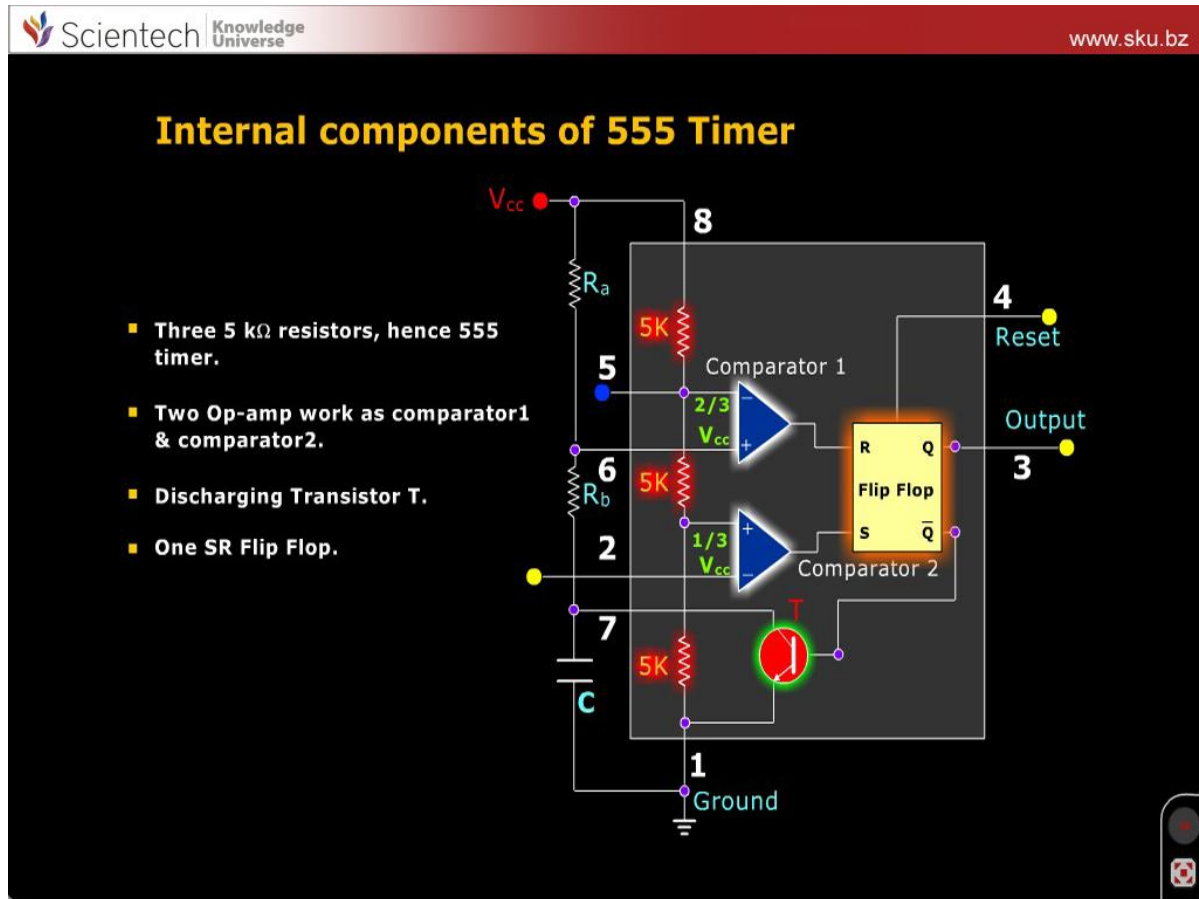 Scientech Knowledge
Universe
www.sku.bz
Internal components of 555 Timer
Three 5 kΩ resistors, hence 555
timer.
Two Op-amp work as comparator1
& comparator2.
Discharging Transistor T.
One SR Flip Flop.
Vcc
8
Ra
5K
4
Reset
5
Comparator 1
2/3
Vcc
−
+
6
Rb
5K
R
Q
Flip Flop
S
Q̅
Output
3
2
1/3
Vcc
+
−
Comparator 2
T
7
5K
C
1
Ground